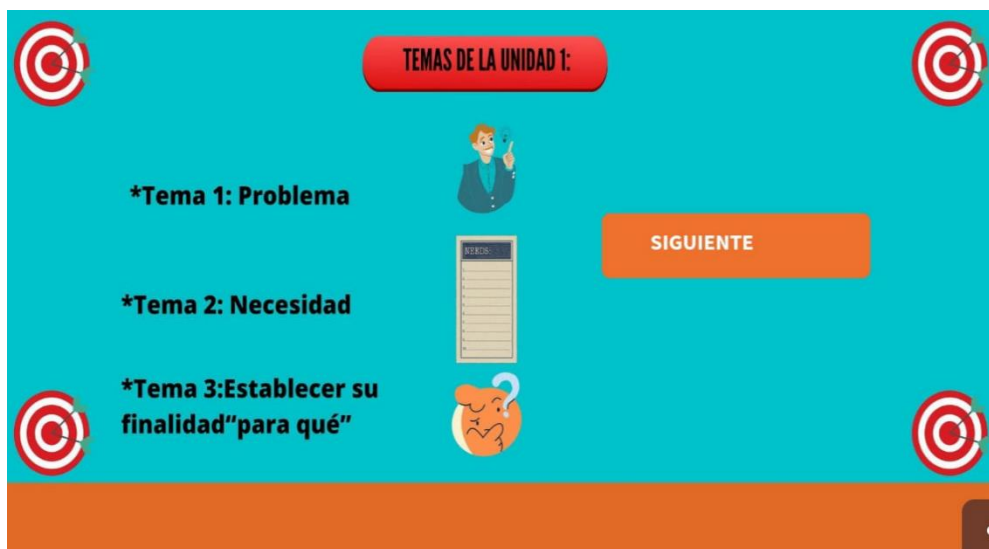 TEMAS DE LA UNIDAD 1:
*Tema 1: Problema
NEEDS:
SIGUIENTE
*Tema 2: Necesidad
*Tema 3:Establecer su
finalidad“para qué”